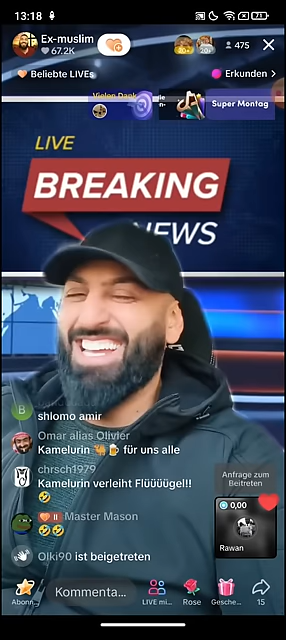 13:18
73
Ex-muslim
67.2K
475
Beliebte LIVEs
Erkunden >
Vielen Dank
Super Montag
LIVE
BREAKING
NEWS
shlomo amir
Omar alias Olivier
Kamelurin 🐫🍺 für uns alle
chrsch1979
Kamelurin verleiht Flüüüügel!!
🤣
Master Mason
🤣🤣
Olki90 ist beigetreten
Anfrage zum
Beitreten
0,00
Rawan
Abonn...
Kommenta...
LIVE mi...
Rose
Gesche...
15